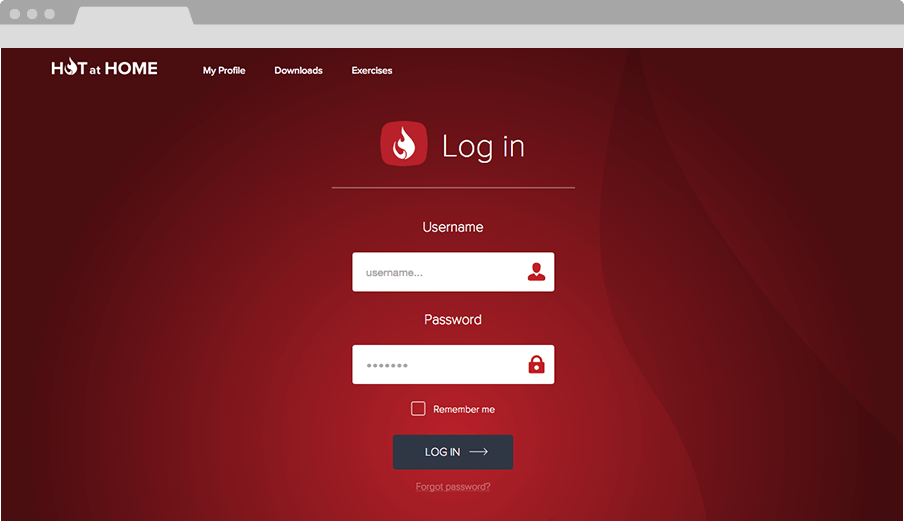 HOT at HOME My Profile Downloads Exercises
Log in
Username
username...
Password
•••••••
Remember me
LOG IN
Forgot password?